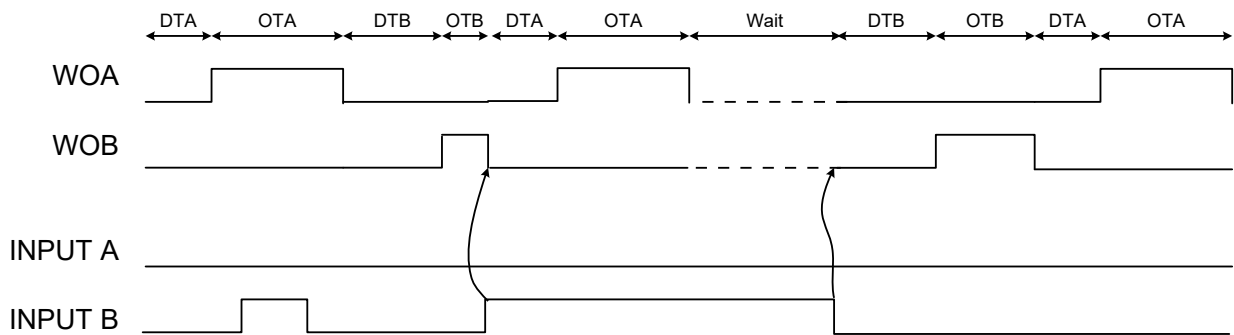 DTA OTA DTB OTB DTA OTA Wait DTB OTB DTA OTA
WOA
WOB
INPUT A
INPUT B